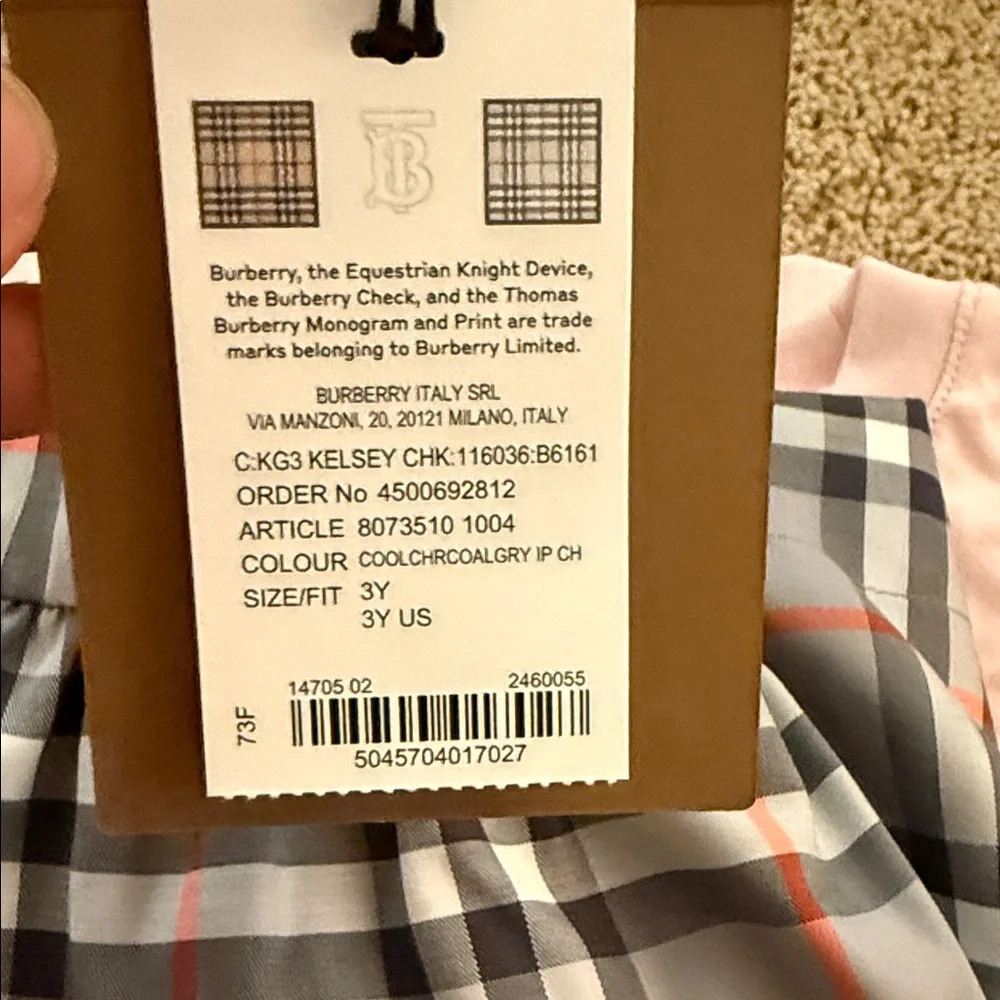 TB
Burberry, the Equestrian Knight Device,
the Burberry Check, and the Thomas
Burberry Monogram and Print are trade
marks belonging to Burberry Limited.
BURBERRY ITALY SRL
VIA MANZONI, 20, 20121 MILANO, ITALY
C:KG3 KELSEY CHK:116036:B6161
ORDER No 4500692812
ARTICLE 8073510 1004
COLOUR COOLCHRCOALGRY IP CH
SIZE/FIT 3Y
3Y US
14705 02 2460055
73F
5045704017027